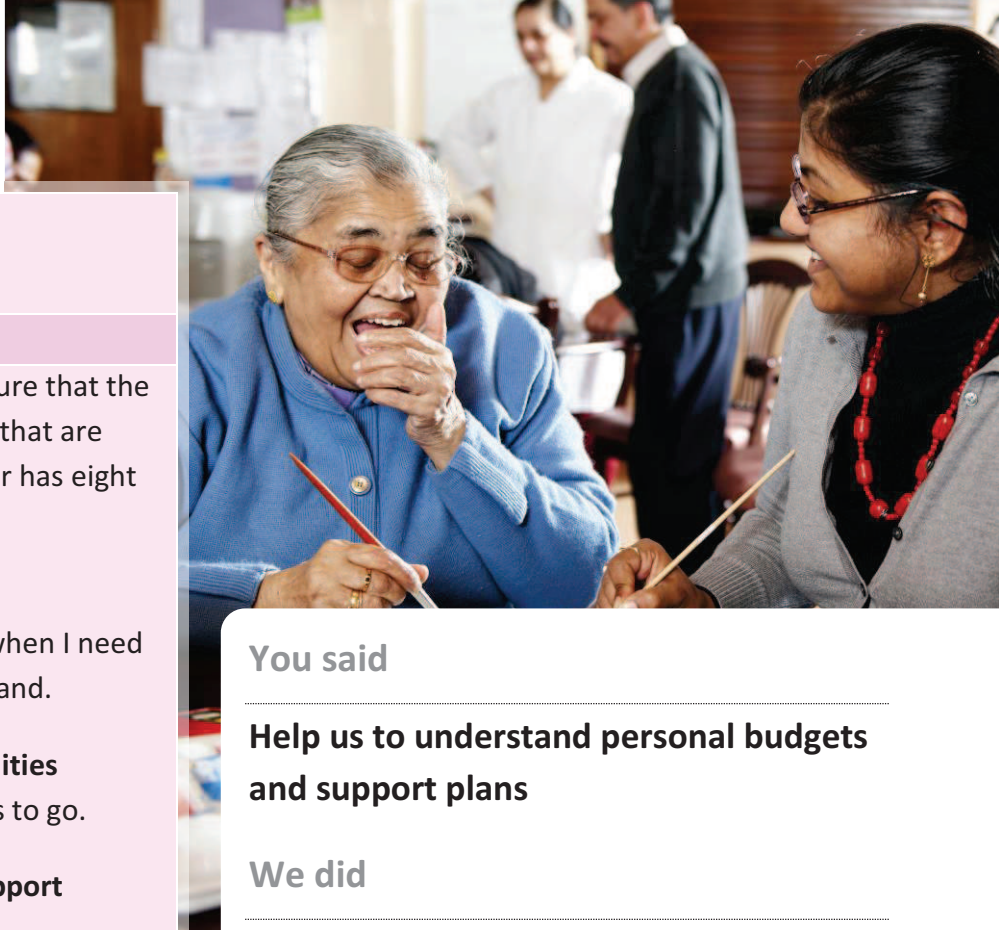 ure that the
that are
r has eight
hen I need
and.
ities
s to go.
pport
You said
Help us to understand personal budgets
and support plans
We did